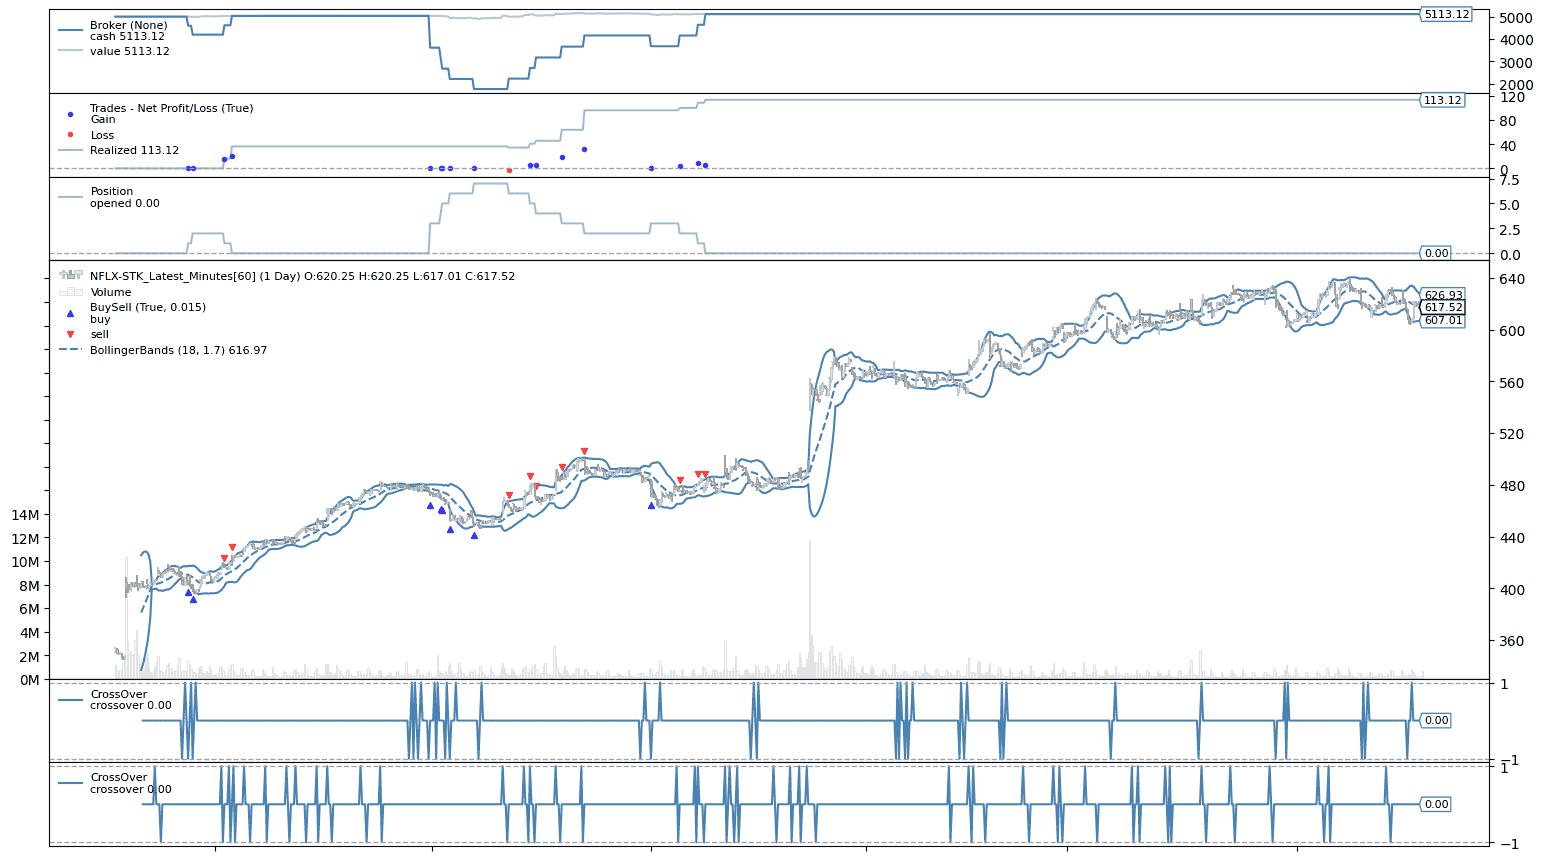 Broker (None)
cash 5113.12
value 5113.12
5113.12
5000
4000
3000
2000
Trades - Net Profit/Loss (True)
Gain
Loss
Realized 113.12
113.12
120
80
40
0
Position
opened 0.00
7.5
5.0
2.5
0.0
0.00
NFLX-STK_Latest_Minutes[60] (1 Day) O:620.25 H:620.25 L:617.01 C:617.52
Volume
BuySell (True, 0.015)
buy
sell
BollingerBands (18, 1.7) 616.97
640
626.93
617.52
607.01
600
560
520
480
440
400
360
14M
12M
10M
8M
6M
4M
2M
0M
CrossOver
crossover 0.00
1
0.00
−1
CrossOver
crossover 0.00
1
0.00
−1